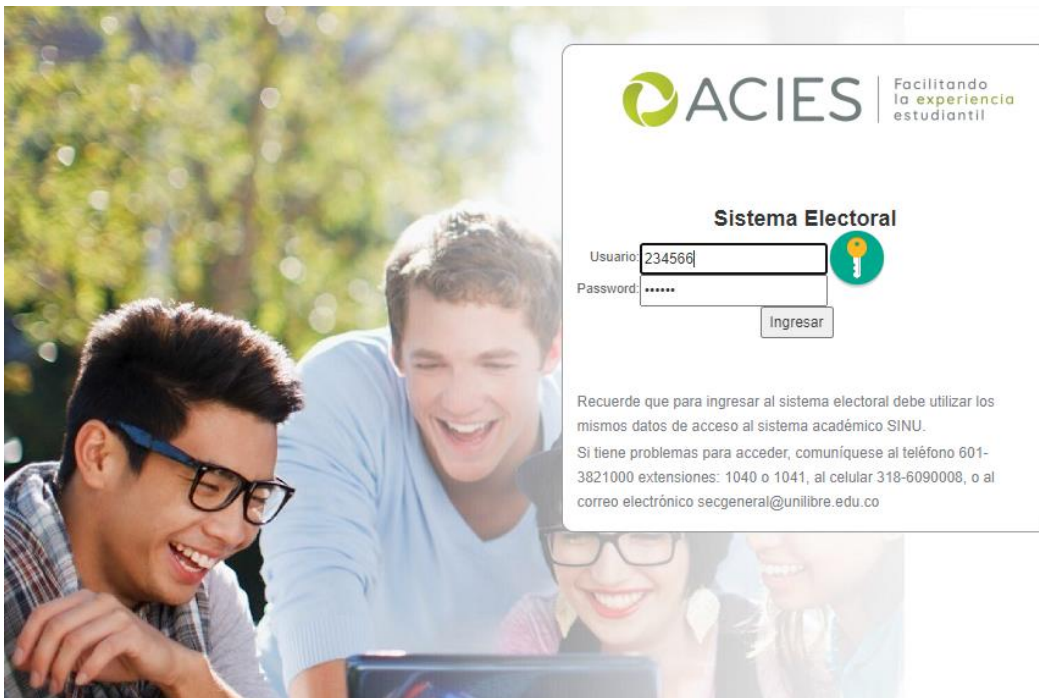 ACIES
Facilitando
la experiencia
estudiantil
Sistema Electoral
Usuario: 234566
Password: ••••••
Ingresar
Recuerde que para ingresar al sistema electoral debe utilizar los
mismos datos de acceso al sistema académico SINU.
Si tiene problemas para acceder, comuníquese al teléfono 601-
3821000 extensiones: 1040 o 1041, al celular 318-6090008, o al
correo electrónico secgeneral@unilibre.edu.co